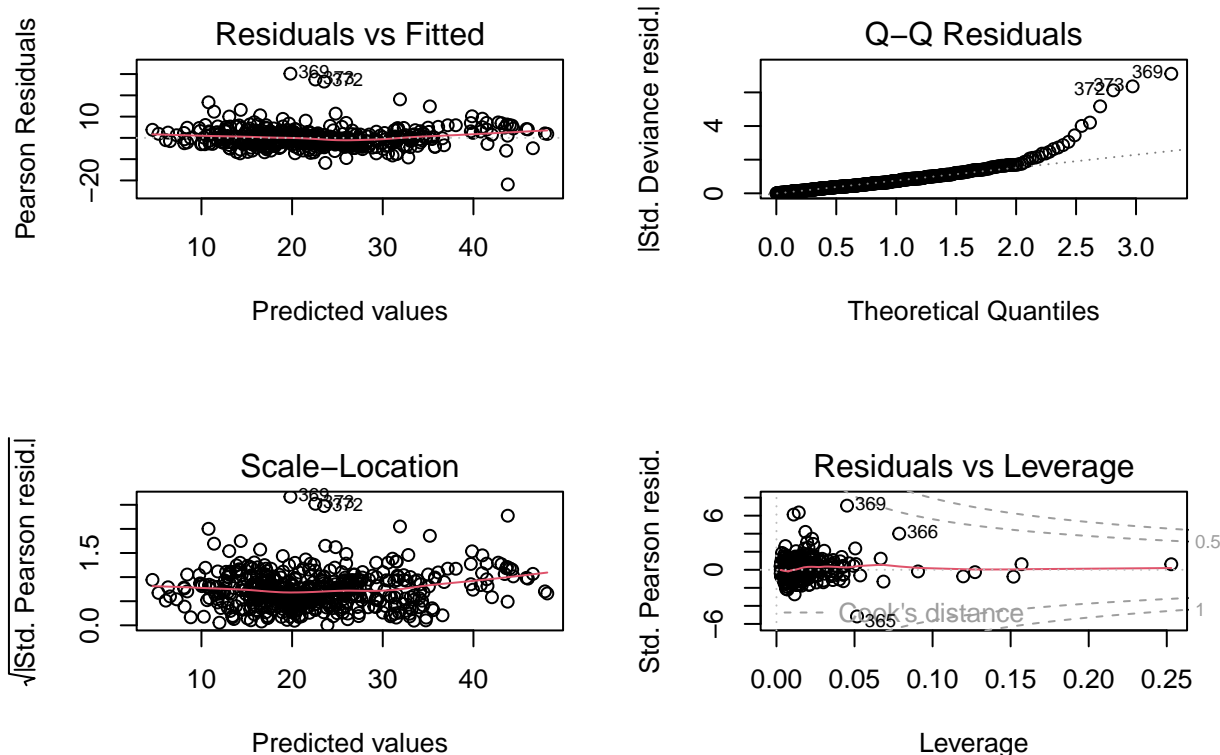 Residuals vs Fitted
Pearson Residuals
10
−20
369
373
372
10 20 30 40
Predicted values
Q−Q Residuals
|Std. Deviance resid.|
4
0
372
373
369
0.0 0.5 1.0 1.5 2.0 2.5 3.0
Theoretical Quantiles
Scale−Location
√|Std. Pearson resid.|
1.5
0.0
369
373
372
10 20 30 40
Predicted values
Residuals vs Leverage
Std. Pearson resid.
6
0
−6
369
366
365
Cook's distance
0.5
1
0.00 0.05 0.10 0.15 0.20 0.25
Leverage